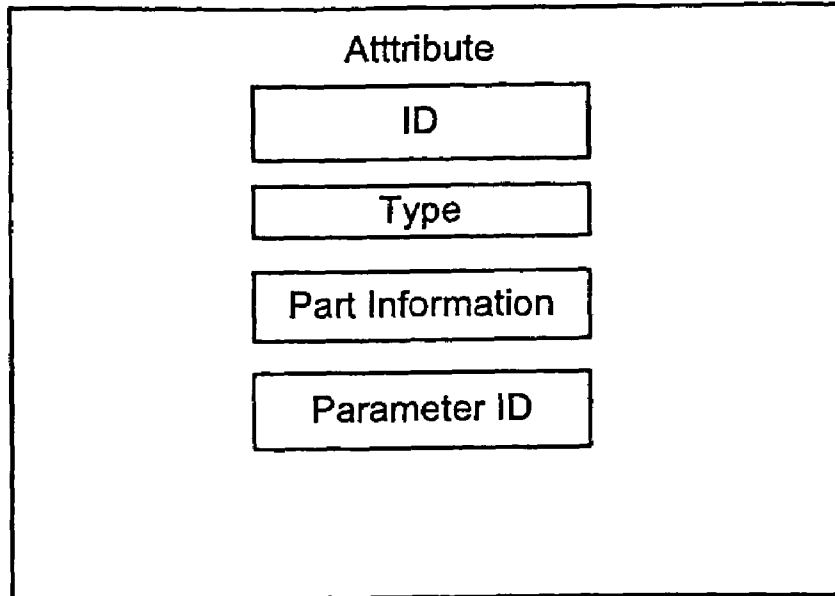 Atttribute
ID
Type
Part Information
Parameter ID